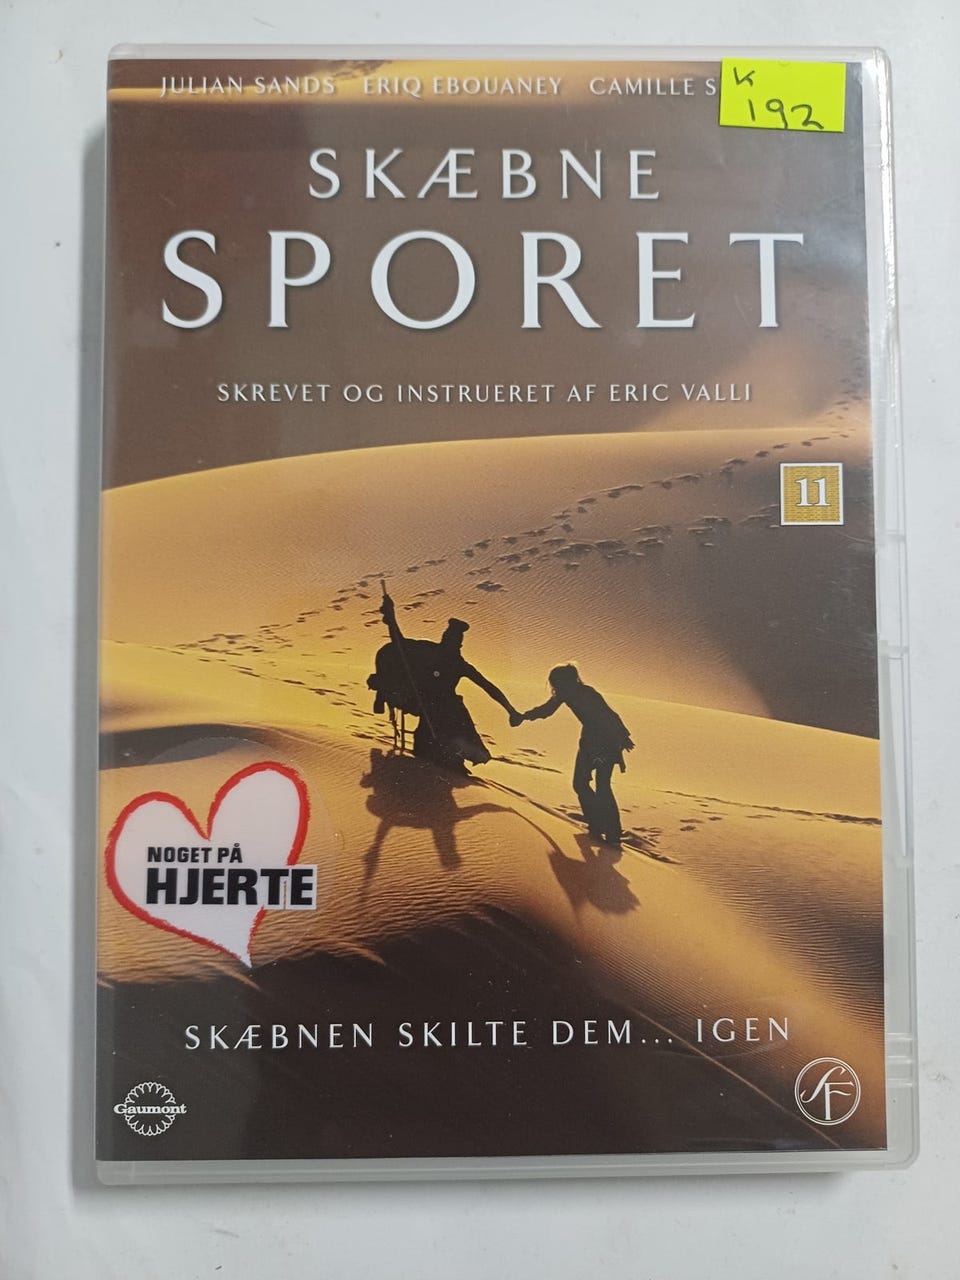 JULIAN SANDS ERIQ EBOUANEY CAMILLE
K
192
SKÆBNE
SPORET
SKREVET OG INSTRUERET AF ERIC VALLI
11
NOGET PÅ
HJERTE
SKÆBNEN SKILTE DEM... IGEN
Gaumont
SF